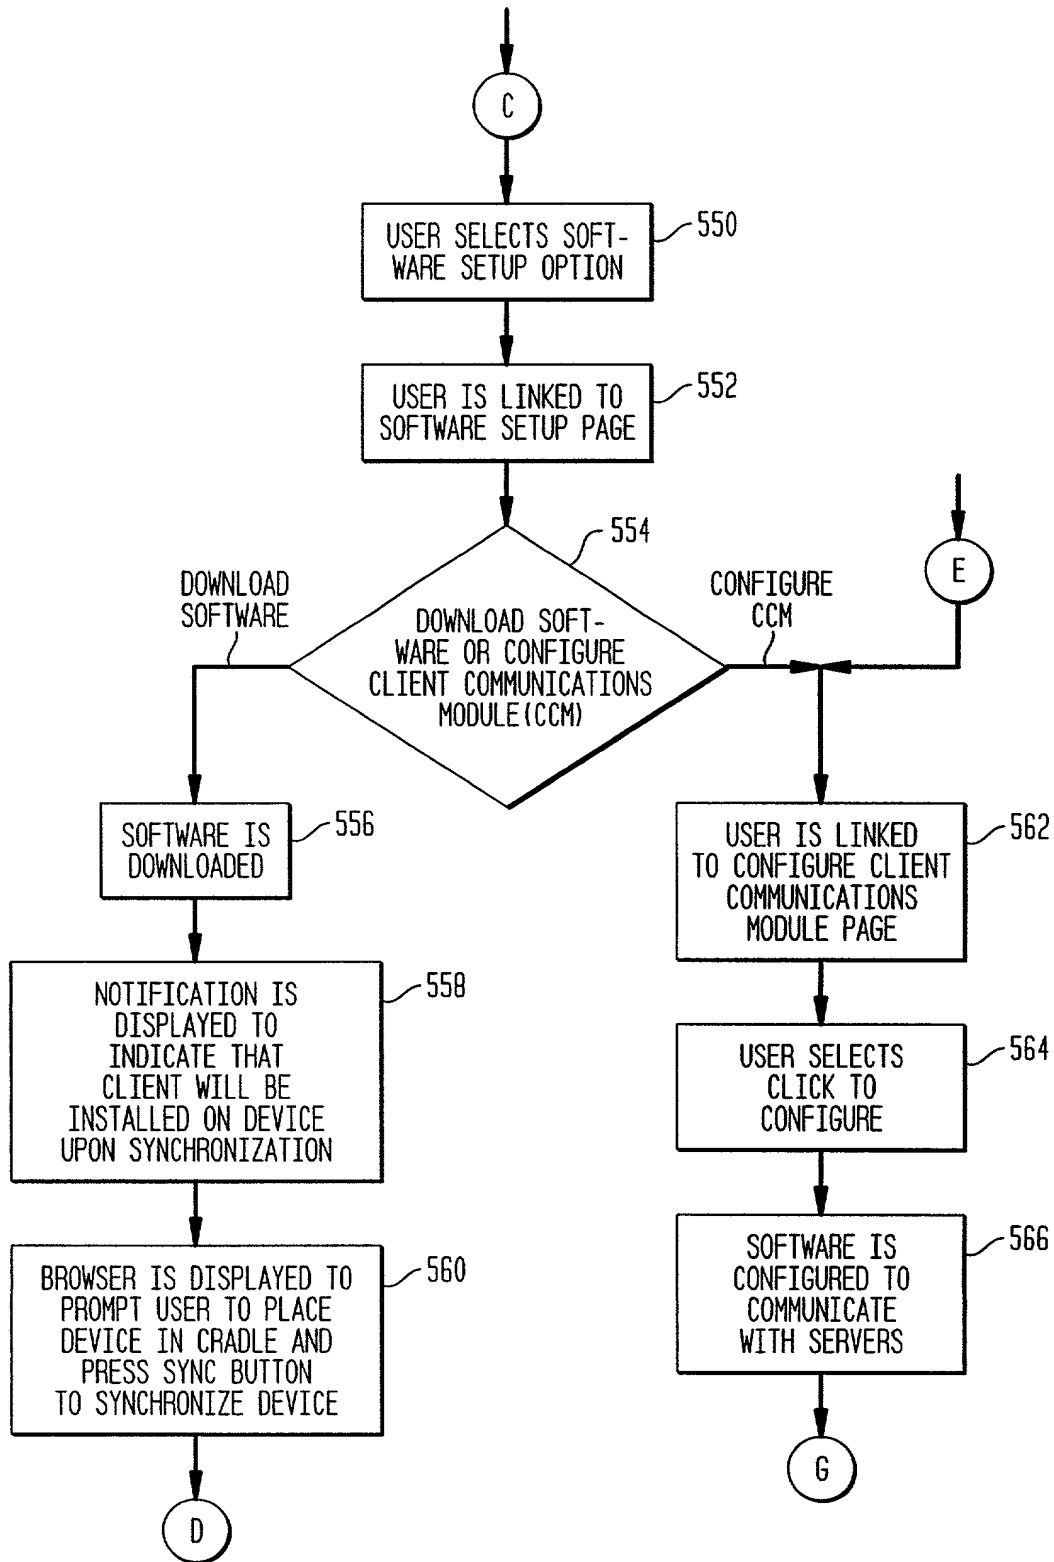 C
USER SELECTS SOFT-
WARE SETUP OPTION
550
USER IS LINKED TO
SOFTWARE SETUP PAGE
552
554
DOWNLOAD SOFT-
WARE OR CONFIGURE
CLIENT COMMUNICATIONS
MODULE(CCM)
DOWNLOAD
SOFTWARE
CONFIGURE
CCM
E
SOFTWARE IS
DOWNLOADED
556
NOTIFICATION IS
DISPLAYED TO
INDICATE THAT
CLIENT WILL BE
INSTALLED ON DEVICE
UPON SYNCHRONIZATION
558
BROWSER IS DISPLAYED TO
PROMPT USER TO PLACE
DEVICE IN CRADLE AND
PRESS SYNC BUTTON
TO SYNCHRONIZE DEVICE
560
D
USER IS LINKED
TO CONFIGURE CLIENT
COMMUNICATIONS
MODULE PAGE
562
USER SELECTS
CLICK TO
CONFIGURE
564
SOFTWARE IS
CONFIGURED TO
COMMUNICATE
WITH SERVERS
566
G